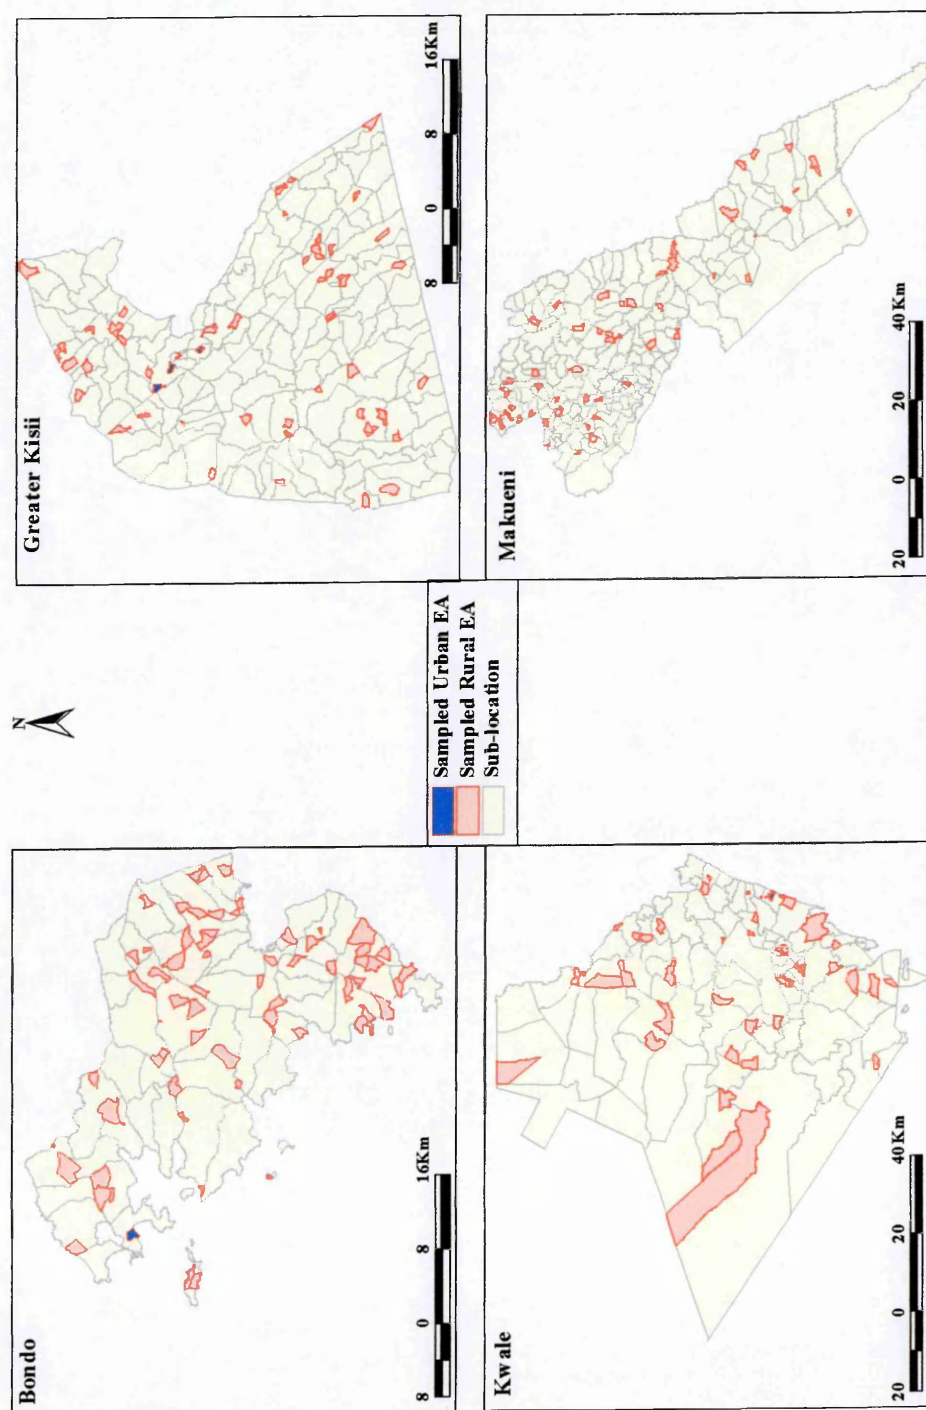 Bondo
8 0 8 16Km
Greater Kisii
8 0 8 16Km
N
Sampled Urban EA
Sampled Rural EA
Sub-location
Kwale
20 0 20 40Km
Makueni
20 0 20 40Km